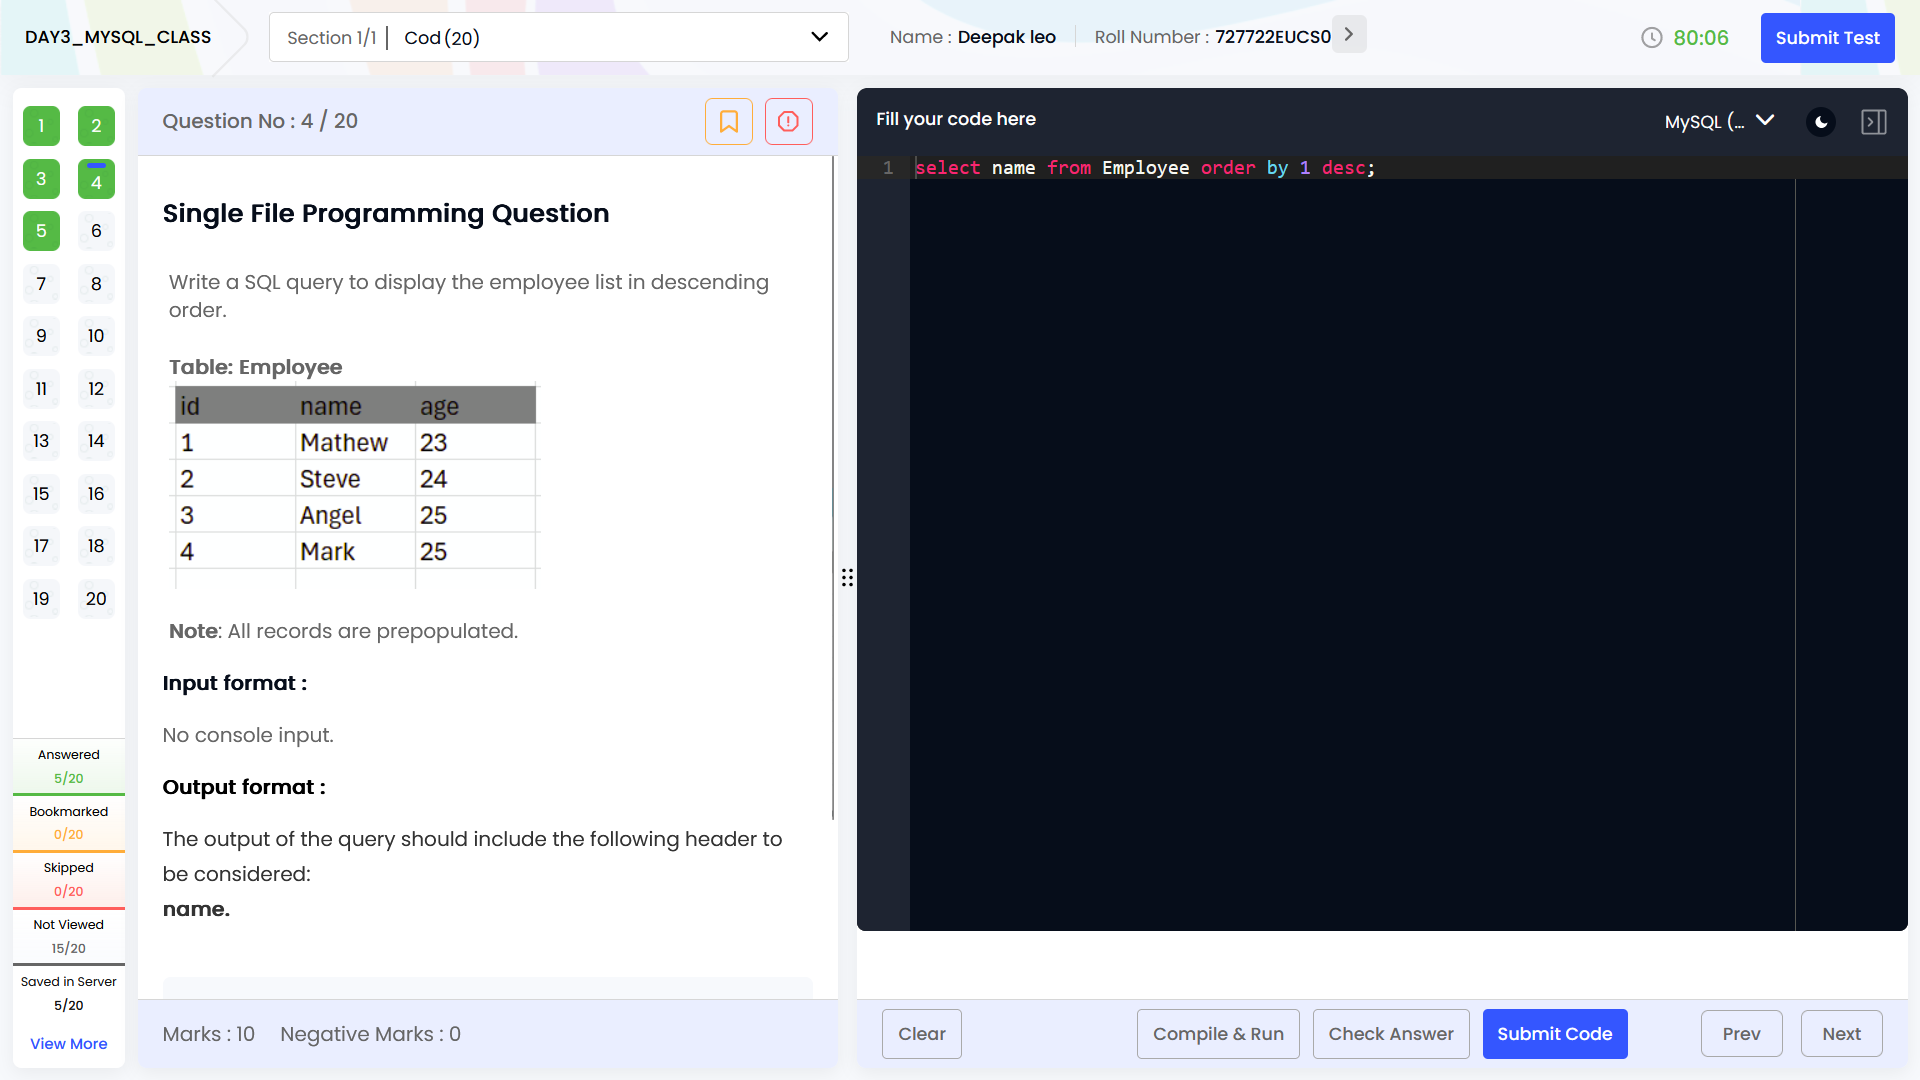 DAY3_MYSQL_CLASS
Section 1/1 | Cod (20)
Name : Deepak leo
Roll Number : 727722EUCS0
80:06
Submit Test
1 2
3 4
5 6
7 8
9 10
11 12
13 14
15 16
17 18
19 20
Answered
5/20
Bookmarked
0/20
Skipped
0/20
Not Viewed
15/20
Saved in Server
5/20
View More
Question No : 4 / 20
Single File Programming Question
Write a SQL query to display the employee list in descending
order.
Table: Employee
id name age
1 Mathew 23
2 Steve 24
3 Angel 25
4 Mark 25
Note: All records are prepopulated.
Input format :
No console input.
Output format :
The output of the query should include the following header to
be considered:
name.
Marks : 10 Negative Marks : 0
Fill your code here
MySQL (...
1 select name from Employee order by 1 desc;
Clear
Compile & Run
Check Answer
Submit Code
Prev
Next